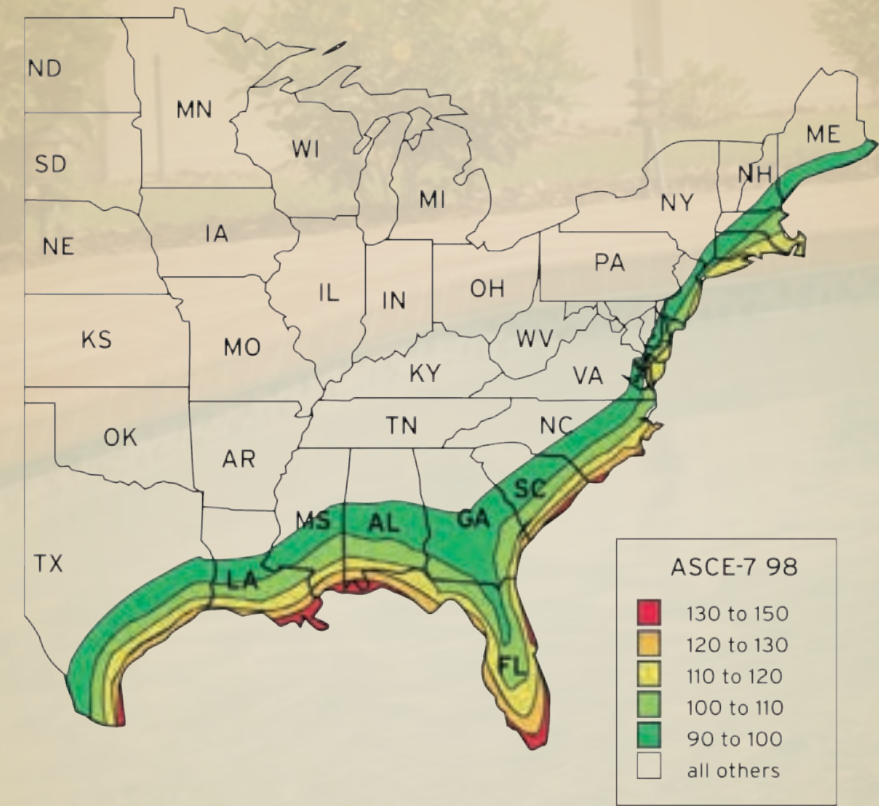 ND
MN
ME
WI
NH
SD
MI
NY
IA
NE
PA
IL
IN
OH
WV
KS
MO
VA
KY
NC
TN
OK
AR
SC
MS
AL
GA
TX
LA
FL
ASCE-7 98
130 to 150
120 to 130
110 to 120
100 to 110
90 to 100
all others